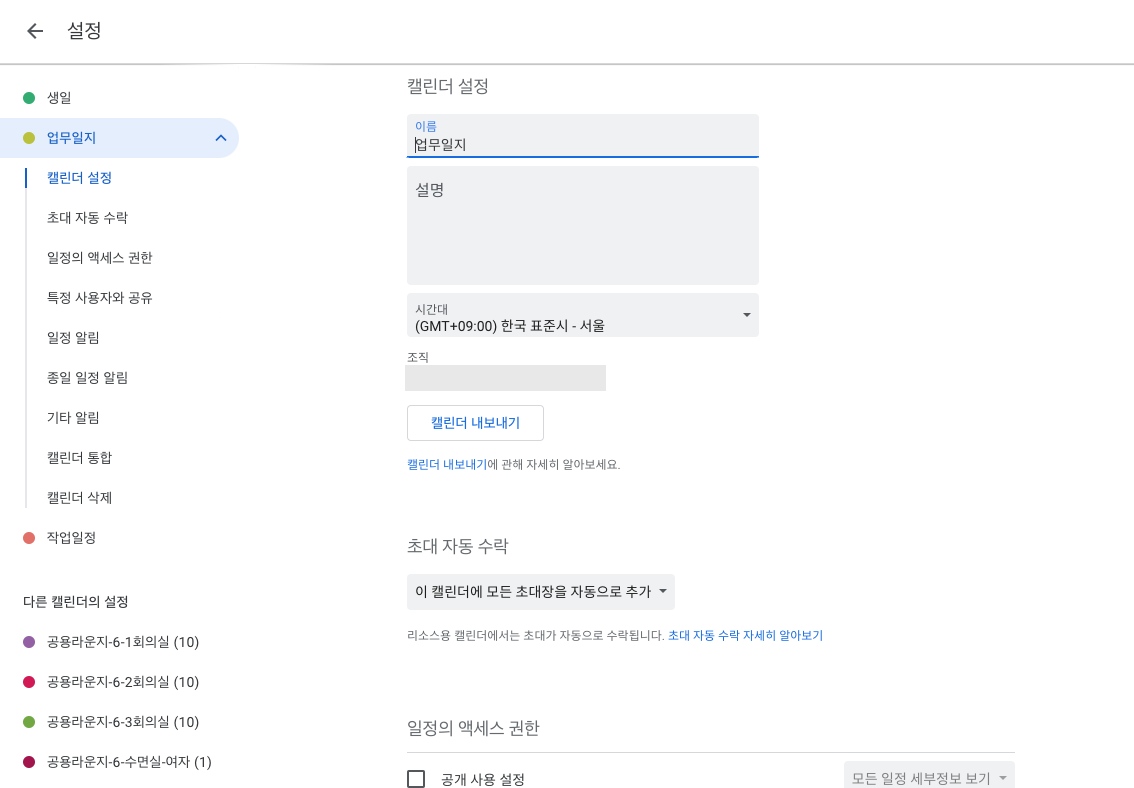 설정
생일
업무일지
캘린더 설정
초대 자동 수락
일정의 액세스 권한
특정 사용자와 공유
일정 알림
종일 일정 알림
기타 알림
캘린더 통합
캘린더 삭제
작업일정
다른 캘린더의 설정
공용라운지-6-1회의실 (10)
공용라운지-6-2회의실 (10)
공용라운지-6-3회의실 (10)
공용라운지-6-수면실-여자 (1)
캘린더 설정
이름
업무일지
설명
시간대
(GMT+09:00) 한국 표준시 - 서울
조직
캘린더 내보내기
캘린더 내보내기에 관해 자세히 알아보세요.
초대 자동 수락
이 캘린더에 모든 초대장을 자동으로 추가
리소스용 캘린더에서는 초대가 자동으로 수락됩니다. 초대 자동 수락 자세히 알아보기
일정의 액세스 권한
공개 사용 설정
모든 일정 세부정보 보기